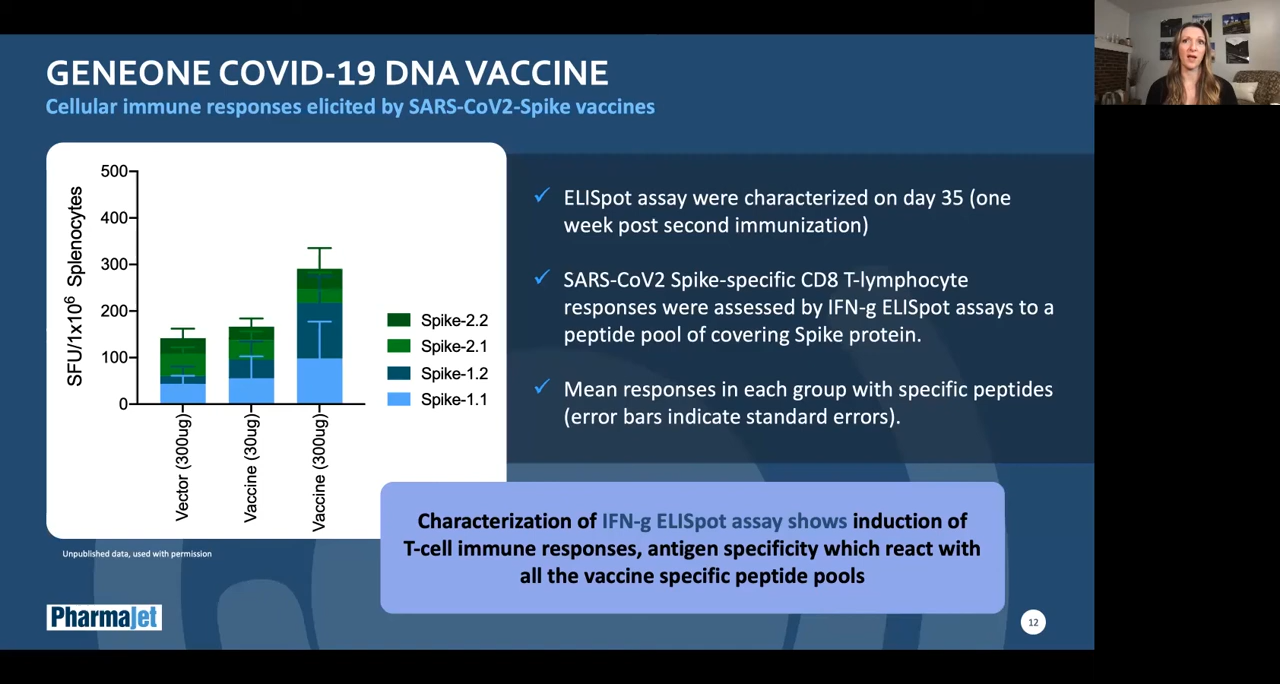 GENEONE COVID-19 DNA VACCINE
Cellular immune responses elicited by SARS-CoV2-Spike vaccines
500
400
300
200
100
0
SFU/1x10⁶ Splenocytes
Vector (300ug)
Vaccine (30ug)
Vaccine (300ug)
Spike-2.2
Spike-2.1
Spike-1.2
Spike-1.1
✓ ELISpot assay were characterized on day 35 (one
week post second immunization)
✓ SARS-CoV2 Spike-specific CD8 T-lymphocyte
responses were assessed by IFN-g ELISpot assays to a
peptide pool of covering Spike protein.
✓ Mean responses in each group with specific peptides
(error bars indicate standard errors).
Characterization of IFN-g ELISpot assay shows induction of
T-cell immune responses, antigen specificity which react with
all the vaccine specific peptide pools
Unpublished data, used with permission
PharmaJet
12